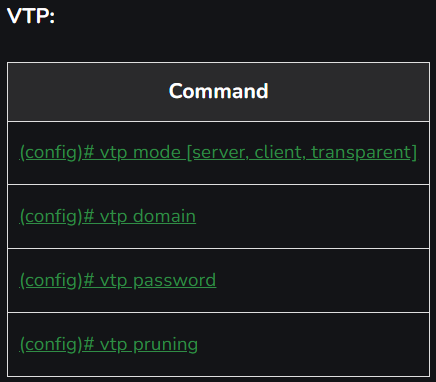 VTP:
Command
(config)# vtp mode [server, client, transparent]
(config)# vtp domain
(config)# vtp password
(config)# vtp pruning